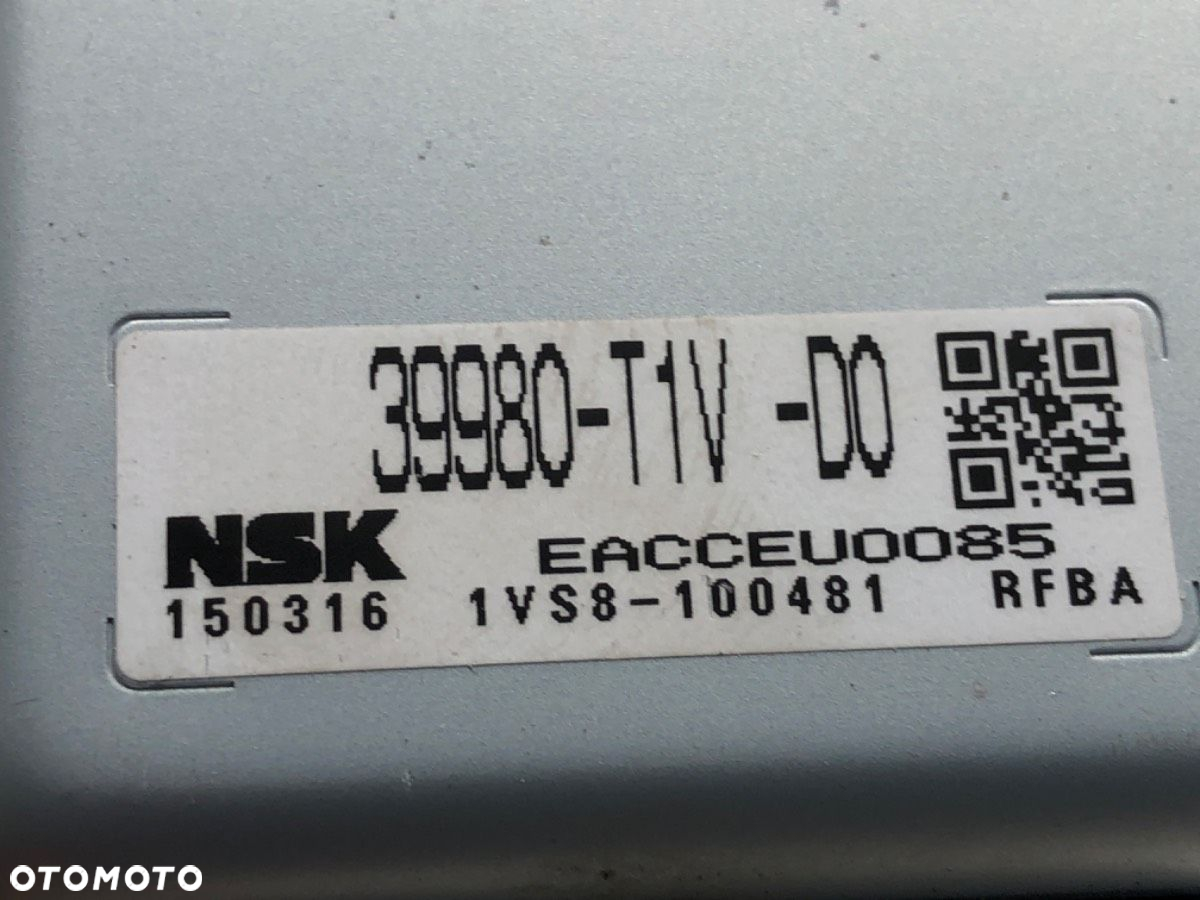 39980-T1V -D0
NSK EACCEU0085
150316 1VS8-100481 RFBA
OTOMOTO